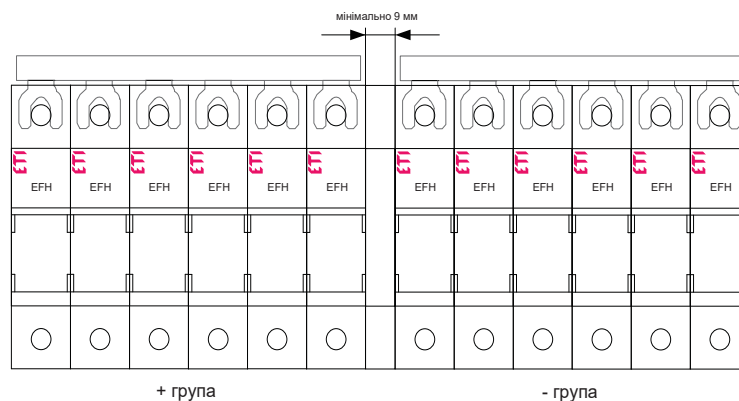 мінімально 9 мм
ETI ETI ETI ETI ETI ETI ETI ETI ETI ETI ETI ETI
EFH EFH EFH EFH EFH EFH EFH EFH EFH EFH EFH EFH
+ група - група